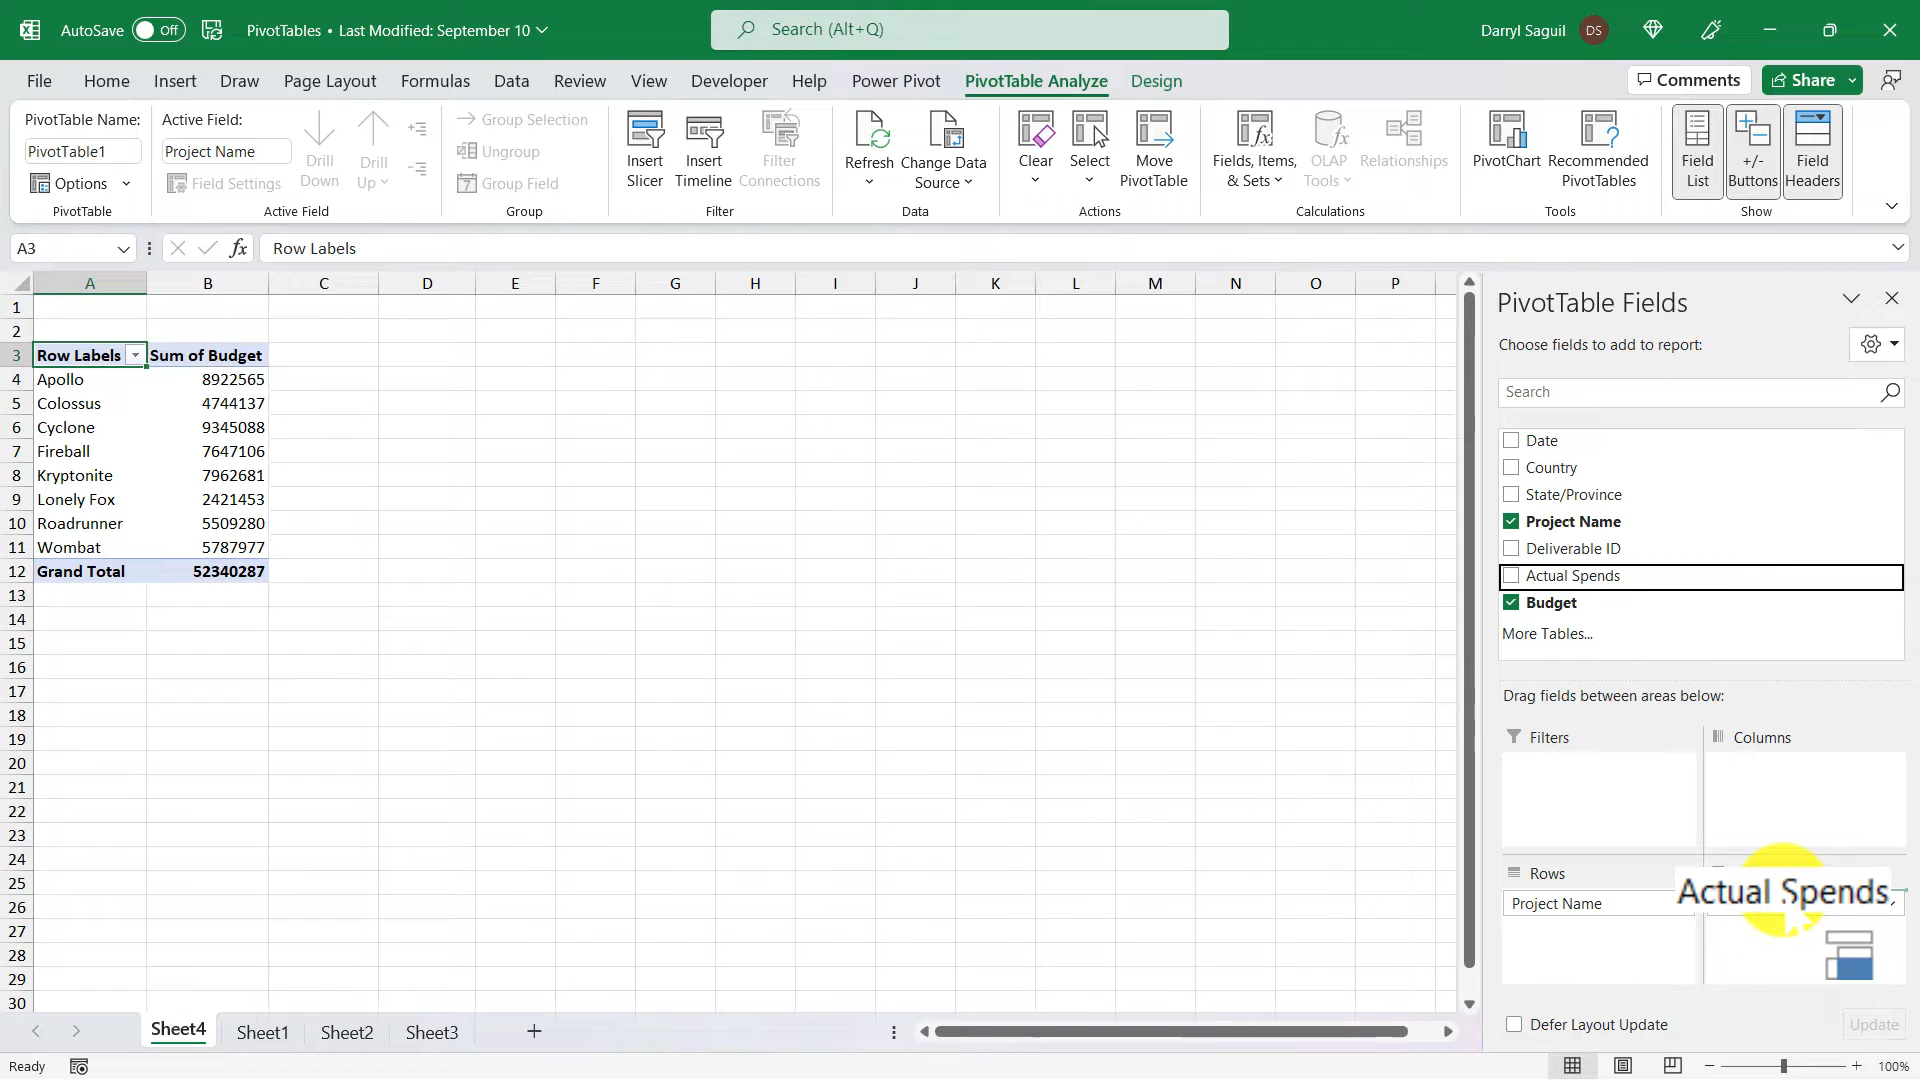 AutoSave Off PivotTables • Last Modified: September 10 Search (Alt+Q) Darryl Saguil DS
File Home Insert Draw Page Layout Formulas Data Review View Developer Help Power Pivot PivotTable Analyze Design Comments Share
PivotTable Name:
PivotTable1
Options
PivotTable
Active Field:
Project Name
Field Settings
Drill Down
Drill Up
Active Field
Group Selection
Ungroup
7 Group Field
Group
Insert Slicer
Insert Timeline
Filter Connections
Filter
Refresh
Change Data Source
Data
Clear
Select
Move PivotTable
Actions
Fields, Items, & Sets
OLAP Tools
Relationships
Calculations
PivotChart
Recommended PivotTables
Tools
Field List
+/- Buttons
Field Headers
Show
A3 fx Row Labels
A B C D E F G H I J K L M N O P
1
2
3 Row Labels Sum of Budget
4 Apollo 8922565
5 Colossus 4744137
6 Cyclone 9345088
7 Fireball 7647106
8 Kryptonite 7962681
9 Lonely Fox 2421453
10 Roadrunner 5509280
11 Wombat 5787977
12 Grand Total 52340287
13
14
15
16
17
18
19
20
21
22
23
24
25
26
27
28
29
30
PivotTable Fields
Choose fields to add to report:
Search
Date
Country
State/Province
Project Name
Deliverable ID
Actual Spends
Budget
More Tables...
Drag fields between areas below:
Filters Columns
Rows
Project Name
Actual Spends
Defer Layout Update Update
Sheet4 Sheet1 Sheet2 Sheet3 +
Ready 100%